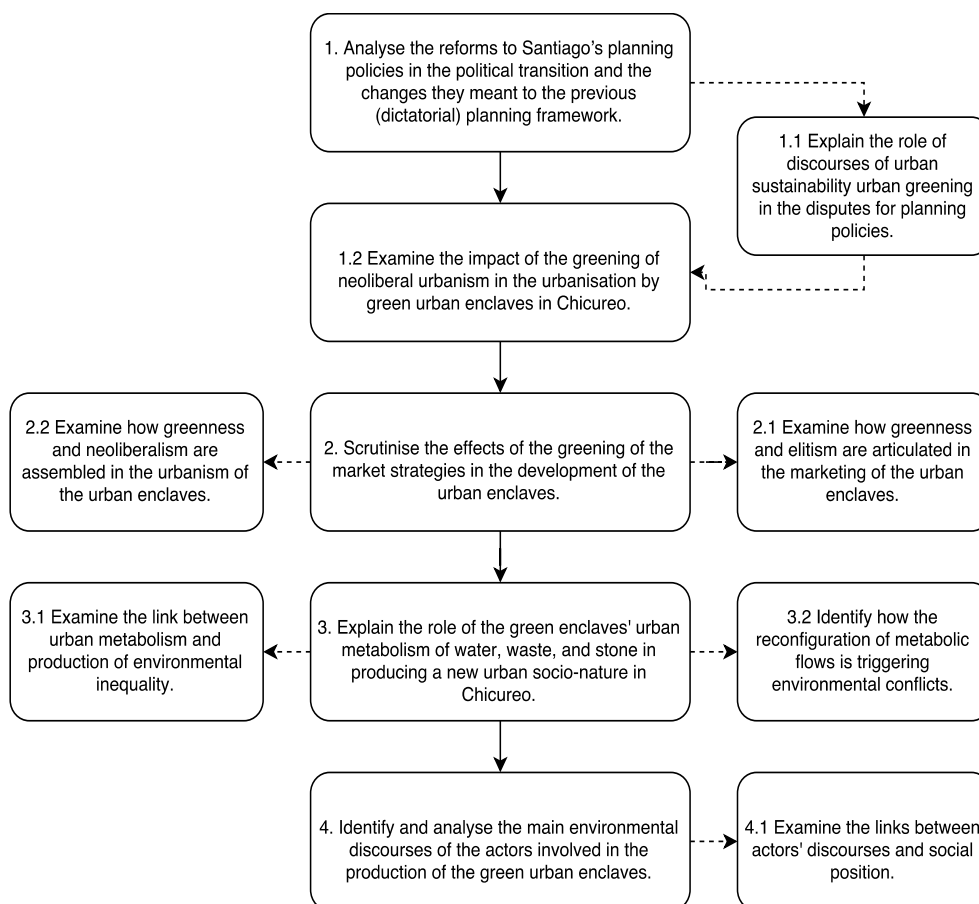 1. Analyse the reforms to Santiago's planning
policies in the political transition and the
changes they meant to the previous
(dictatorial) planning framework.
1.1 Explain the role of
discourses of urban
sustainability urban greening
in the disputes for planning
policies.
1.2 Examine the impact of the greening of
neoliberal urbanism in the urbanisation by
green urban enclaves in Chicureo.
2.2 Examine how greenness
and neoliberalism are
assembled in the urbanism of
the urban enclaves.
2. Scrutinise the effects of the greening of the
market strategies in the development of the
urban enclaves.
2.1 Examine how greenness
and elitism are articulated in
the marketing of the urban
enclaves.
3.1 Examine the link between
urban metabolism and
production of environmental
inequality.
3. Explain the role of the green enclaves' urban
metabolism of water, waste, and stone in
producing a new urban socio-nature in
Chicureo.
3.2 Identify how the
reconfiguration of metabolic
flows is triggering
environmental conflicts.
4. Identify and analyse the main environmental
discourses of the actors involved in the
production of the green urban enclaves.
4.1 Examine the links between
actors' discourses and social
position.